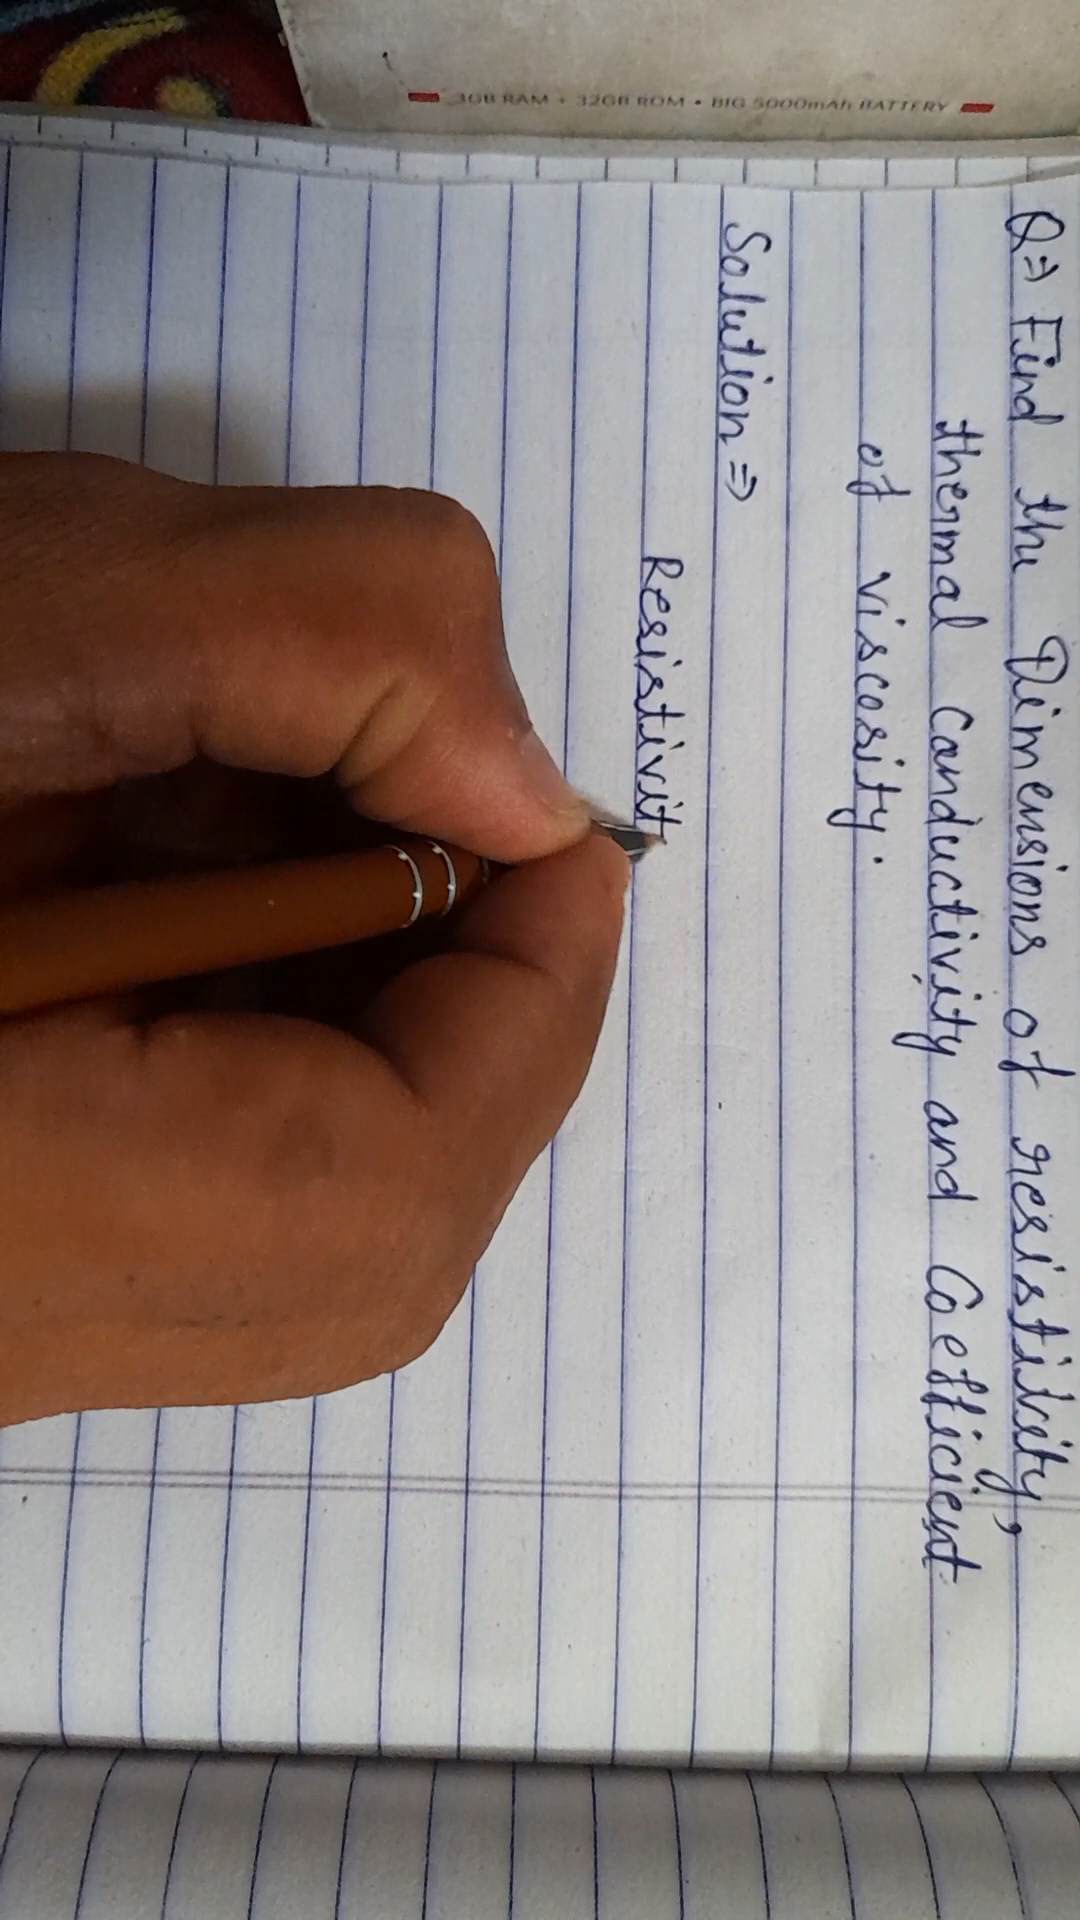 3GB RAM • 32GB ROM • BIG 5000mAh BATTERY
Q⇒ Find the Dimensions of resistivity,
thermal Conductivity and Coefficient
of viscosity.
Solution ⇒
Resistivit